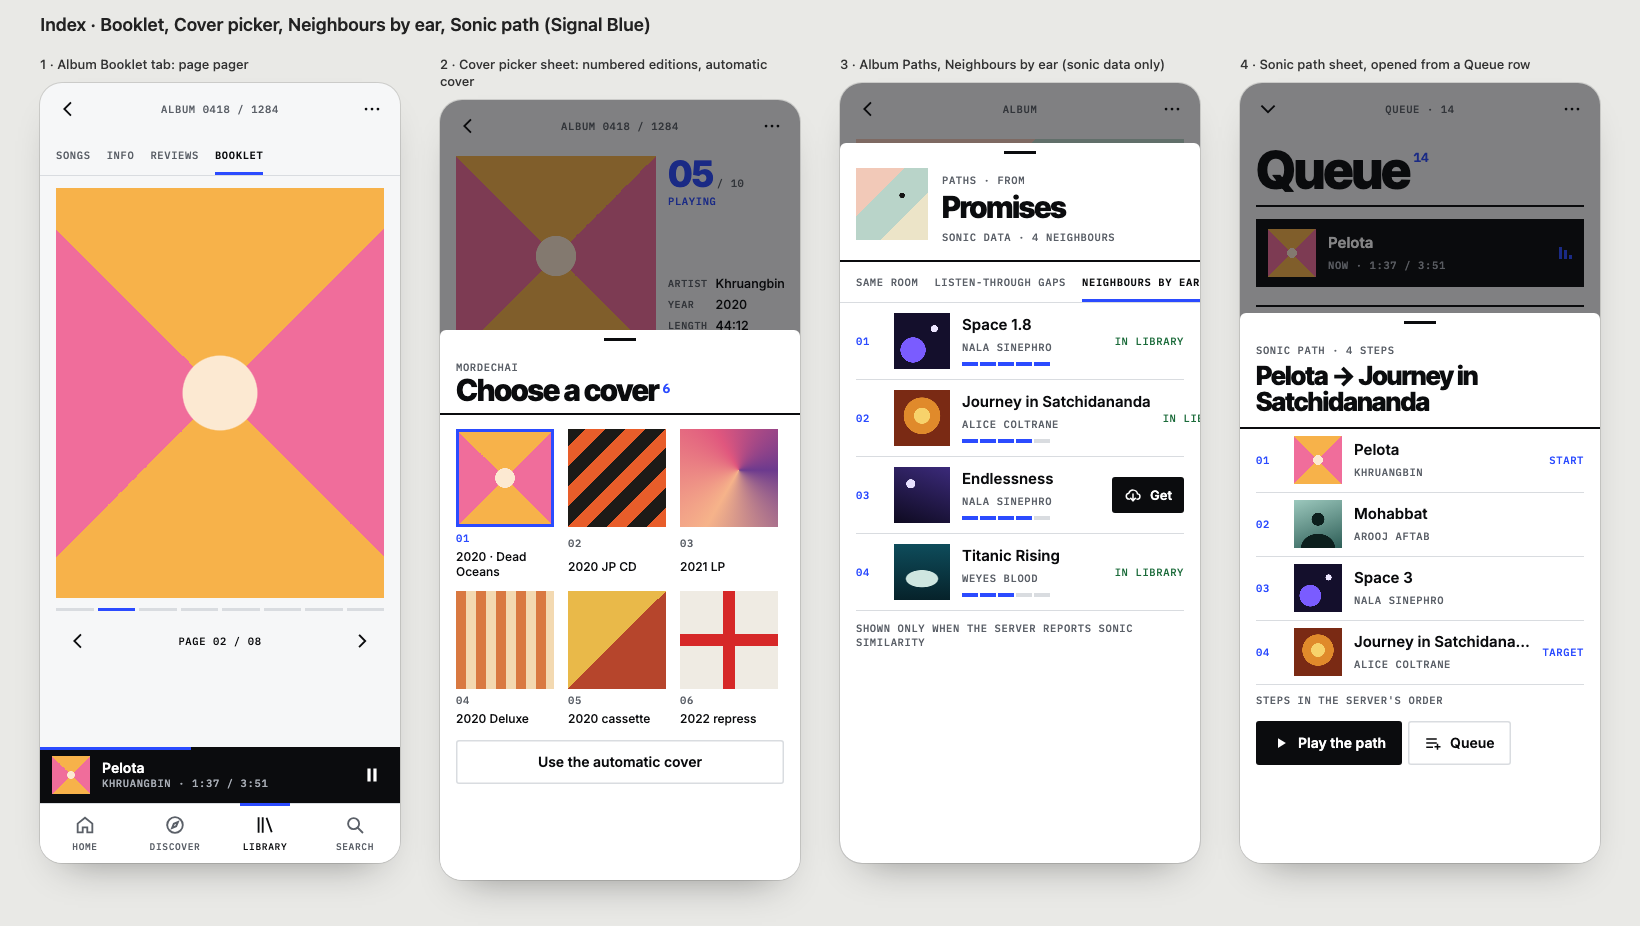 Index · Booklet, Cover picker, Neighbours by ear, Sonic path (Signal Blue)
1 · Album Booklet tab: page pager
ALBUM 0418 / 1284
SONGS INFO REVIEWS BOOKLET
PAGE 02 / 08
Pelota
KHRUANGBIN · 1:37 / 3:51
HOME DISCOVER LIBRARY SEARCH
2 · Cover picker sheet: numbered editions, automatic
cover
ALBUM 0418 / 1284
05 / 10
PLAYING
ARTIST Khruangbin
YEAR 2020
LENGTH 44:12
MORDECHAI
Choose a cover 6
01
2020 · Dead
Oceans
02
2020 JP CD
03
2021 LP
04
2020 Deluxe
05
2020 cassette
06
2022 repress
Use the automatic cover
3 · Album Paths, Neighbours by ear (sonic data only)
ALBUM
PATHS · FROM
Promises
SONIC DATA · 4 NEIGHBOURS
SAME ROOM LISTEN-THROUGH GAPS NEIGHBOURS BY EAR
01 Space 1.8
NALA SINEPHRO
IN LIBRARY
02 Journey in Satchidananda
ALICE COLTRANE
IN LIB
03 Endlessness
NALA SINEPHRO
Get
04 Titanic Rising
WEYES BLOOD
IN LIBRARY
SHOWN ONLY WHEN THE SERVER REPORTS SONIC
SIMILARITY
4 · Sonic path sheet, opened from a Queue row
QUEUE · 14
Queue 14
Pelota
NOW · 1:37 / 3:51
SONIC PATH · 4 STEPS
Pelota → Journey in
Satchidananda
01 Pelota
KHRUANGBIN
START
02 Mohabbat
AROOJ AFTAB
03 Space 3
NALA SINEPHRO
04 Journey in Satchidana...
ALICE COLTRANE
TARGET
STEPS IN THE SERVER'S ORDER
Play the path
Queue